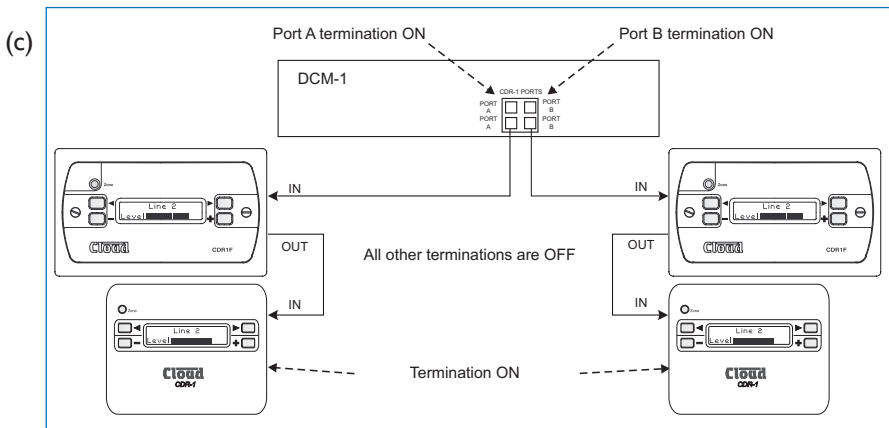 (c)
Port A termination ON
Port B termination ON
DCM-1
CDR-1 PORTS
PORT A
PORT B
PORT A
PORT B
IN
IN
Zone
Line 2
Level
Cloud
CDR1F
Zone
Line 2
Level
Cloud
CDR1F
OUT
All other terminations are OFF
OUT
IN
IN
Zone
Line 2
Level
Cloud
CDR-1
Zone
Line 2
Level
Cloud
CDR-1
Termination ON